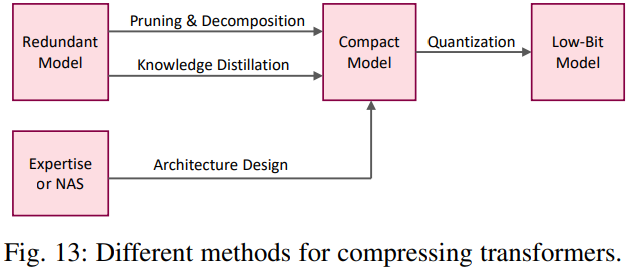 Pruning & Decomposition
Redundant
Model
Knowledge Distillation
Compact
Model
Quantization
Low-Bit
Model
Expertise
or NAS
Architecture Design
Fig. 13: Different methods for compressing transformers.